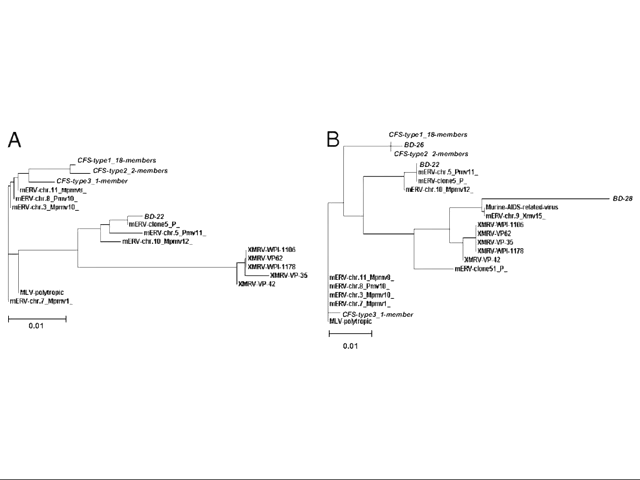 A
CFS-type1_18-members
CFS-type2_2-members
CFS-type3_1-member
mERV-chr.11_Mpmv9_
mERV-chr.8_Pmv10_
mERV-chr.3_Mpmv10_
BD-22
mERV-clone5_P_
mERV-chr.5_Pmv11_
mERV-chr.10_Mpmv12_
XMRV-WPI-1106
XMRV-VP62
XMRV-WPI-1178
XMRV-VP-35
XMRV-VP-42
MLV polytropic
mERV-chr.7_Mpmv1_
0.01
B
CFS-type1_18-members
BD-26
CFS-type2_2-members
BD-22
mERV-chr.5_Pmv11_
mERV-clone5_P_
mERV-chr.10_Mpmv12_
BD-28
Murine-AIDS-related-virus
mERV-chr.9_Xmv15_
XMRV-WPI-1106
XMRV-VP62
XMRV-VP-35
XMRV-WPI-1178
XMRV-VP-42
mERV-clone51_P_
mERV-chr.11_Mpmv9_
mERV-chr.8_Pmv10_
mERV-chr.3_Mpmv10_
mERV-chr.7_Mpmv1_
CFS-type3_1-member
MLV polytropic
0.01